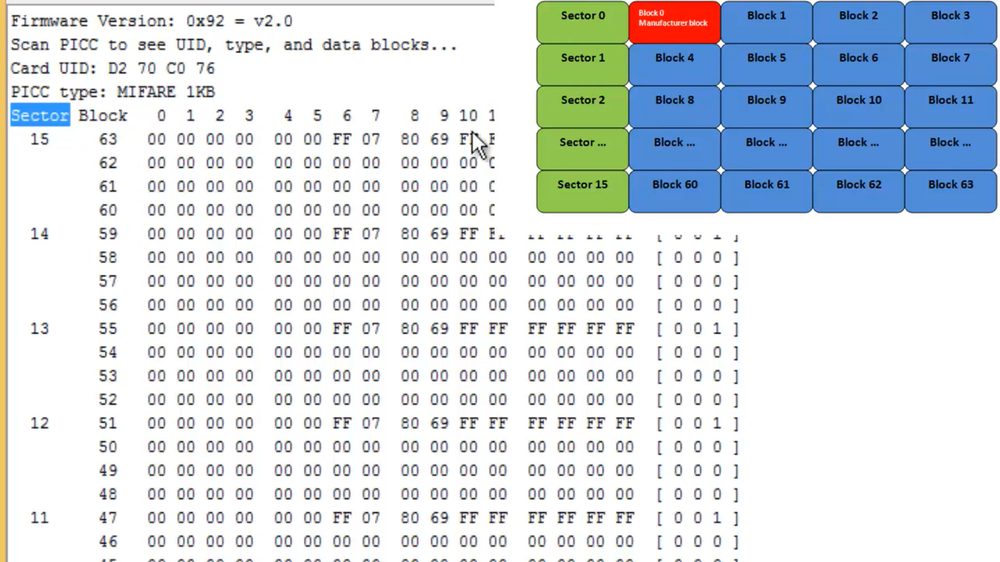 Firmware Version: 0x92 = v2.0
Scan PICC to see UID, type, and data blocks...
Card UID: D2 70 C0 76
PICC type: MIFARE 1KB
Sector Block 0 1 2 3 4 5 6 7 8 9 10
15 63 00 00 00 00 00 00 FF 07 80 69
62 00 00 00 00 00 00 00 00 00 00 00
61 00 00 00 00 00 00 00 00 00 00 00
60 00 00 00 00 00 00 00 00 00 00 00
14 59 00 00 00 00 00 00 FF 07 80 69 FF
58 00 00 00 00 00 00 00 00 00 00 00 00 00 00 00 00 [ 0 0 0 ]
57 00 00 00 00 00 00 00 00 00 00 00 00 00 00 00 00 [ 0 0 0 ]
56 00 00 00 00 00 00 00 00 00 00 00 00 00 00 00 00 [ 0 0 0 ]
13 55 00 00 00 00 00 00 FF 07 80 69 FF FF FF FF FF FF [ 0 0 1 ]
54 00 00 00 00 00 00 00 00 00 00 00 00 00 00 00 00 [ 0 0 0 ]
53 00 00 00 00 00 00 00 00 00 00 00 00 00 00 00 00 [ 0 0 0 ]
52 00 00 00 00 00 00 00 00 00 00 00 00 00 00 00 00 [ 0 0 0 ]
12 51 00 00 00 00 00 00 FF 07 80 69 FF FF FF FF FF FF [ 0 0 1 ]
50 00 00 00 00 00 00 00 00 00 00 00 00 00 00 00 00 [ 0 0 0 ]
49 00 00 00 00 00 00 00 00 00 00 00 00 00 00 00 00 [ 0 0 0 ]
48 00 00 00 00 00 00 00 00 00 00 00 00 00 00 00 00 [ 0 0 0 ]
11 47 00 00 00 00 00 00 FF 07 80 69 FF FF FF FF FF FF [ 0 0 1 ]
46 00 00 00 00 00 00 00 00 00 00 00 00 00 00 00 00 [ 0 0 0 ]
Sector 0 Block 0 Block 1 Block 2 Block 3
Manufacturer block
Sector 1 Block 4 Block 5 Block 6 Block 7
Sector 2 Block 8 Block 9 Block 10 Block 11
Sector ... Block ... Block ... Block ... Block ...
Sector 15 Block 60 Block 61 Block 62 Block 63